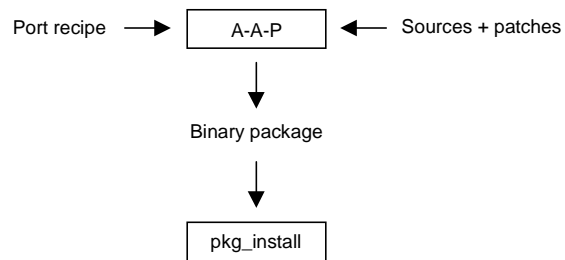 Port recipe
A-A-P
Sources + patches
Binary package
pkg_install